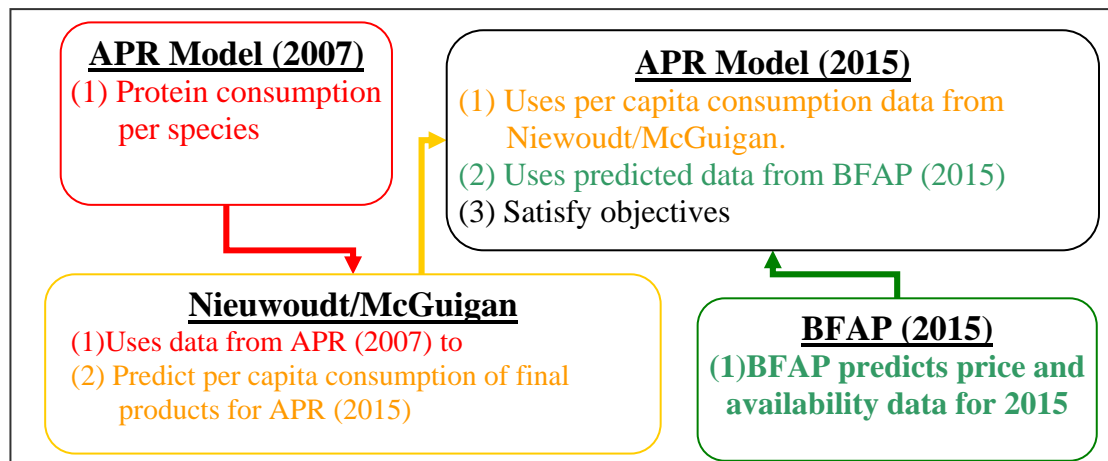 APR Model (2007)
(1) Protein consumption
per species
APR Model (2015)
(1) Uses per capita consumption data from
Niewoudt/McGuigan.
(2) Uses predicted data from BFAP (2015)
(3) Satisfy objectives
Nieuwoudt/McGuigan
(1)Uses data from APR (2007) to
(2) Predict per capita consumption of final
products for APR (2015)
BFAP (2015)
(1)BFAP predicts price and
availability data for 2015